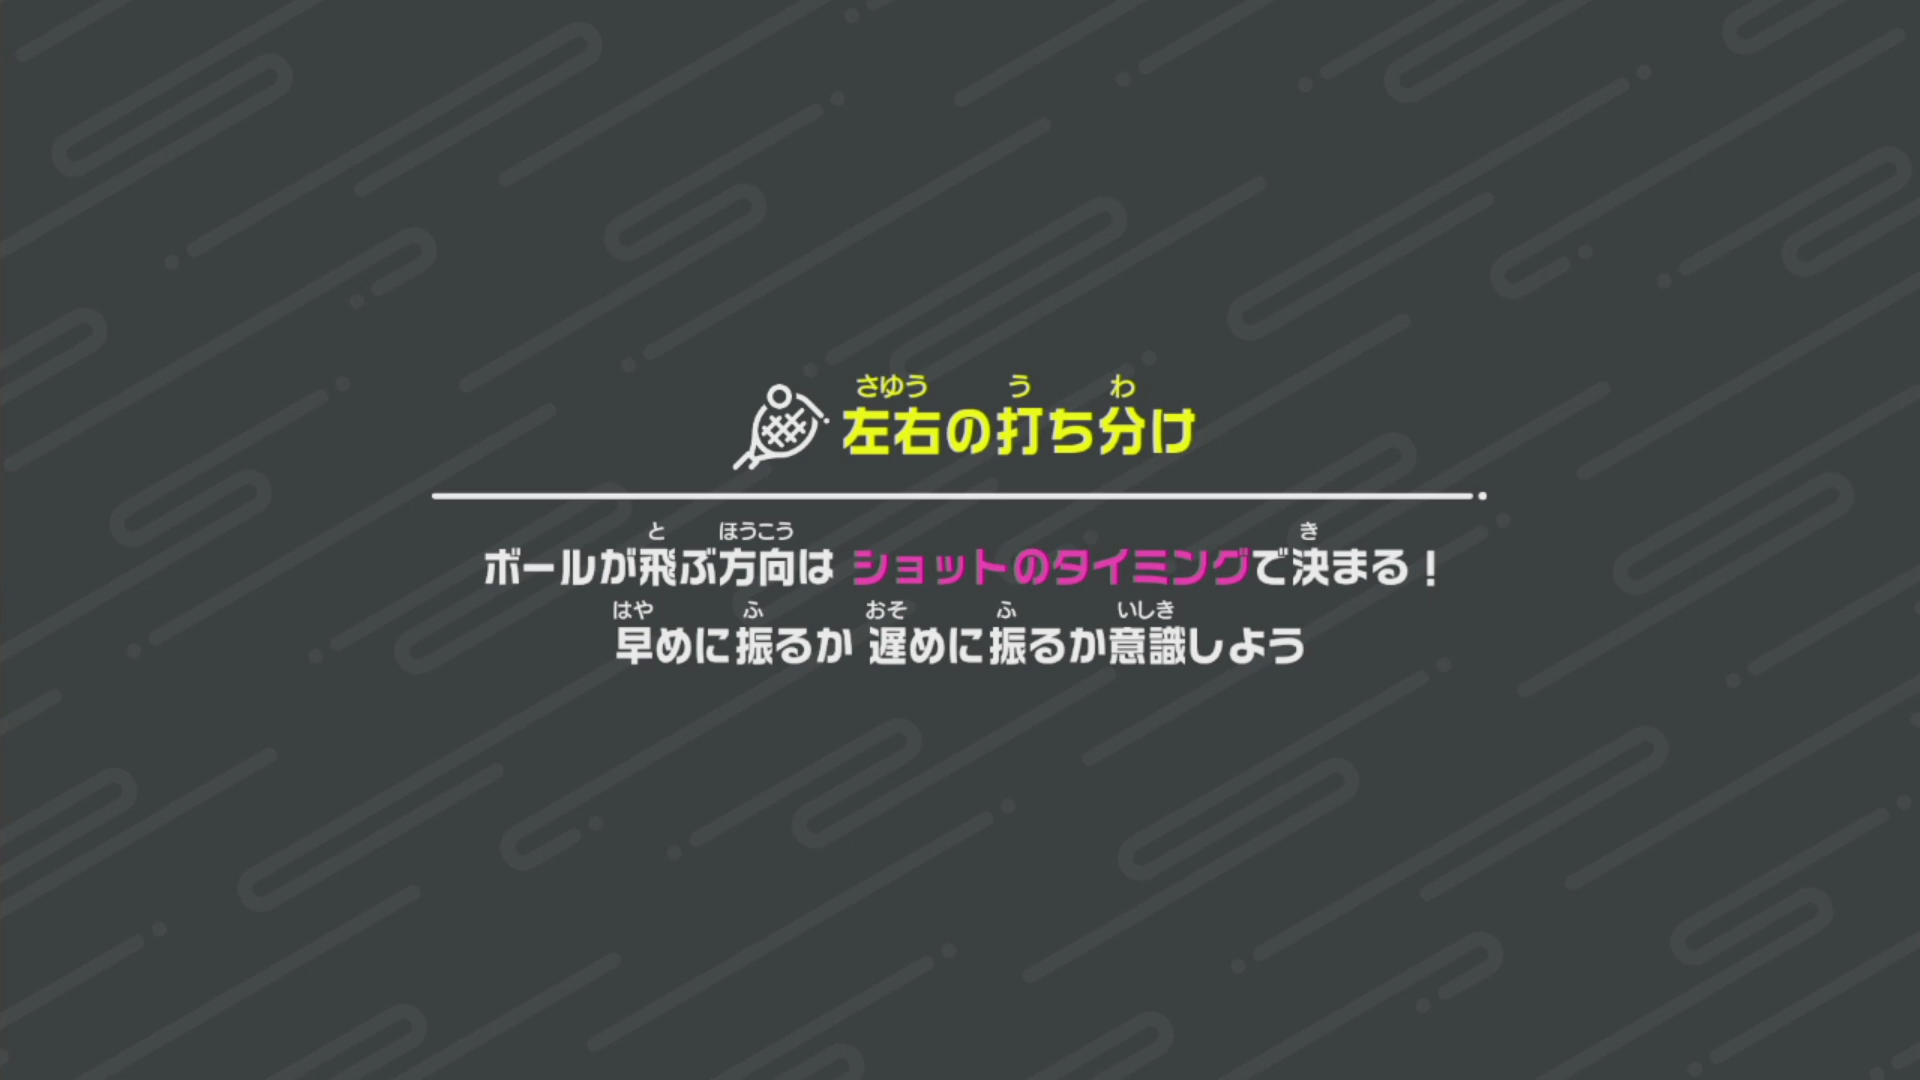 さゆう う わ
左右の打ち分け
と ほうこう き
ボールが飛ぶ方向は ショットのタイミングで決まる！
はや ふ おそ ふ いしき
早めに振るか 遅めに振るか意識しよう